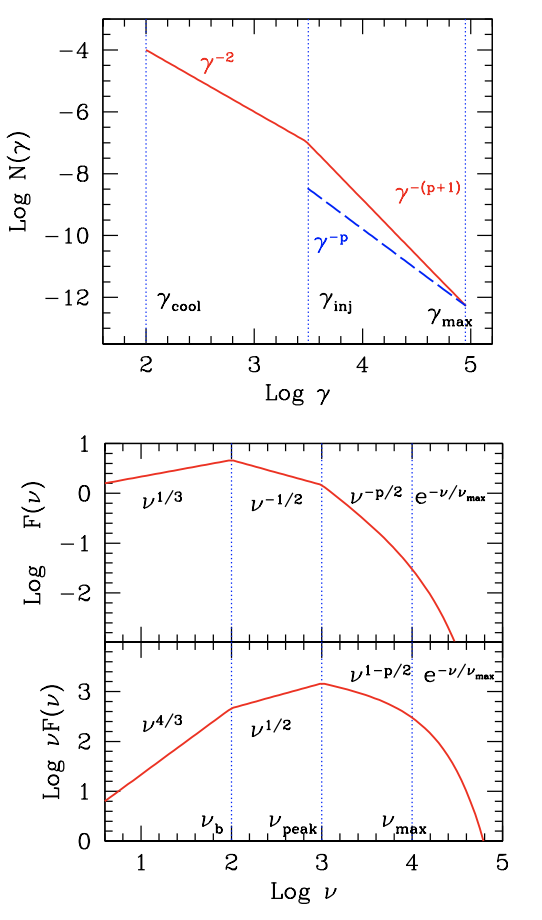 −4
−6
−8
−10
−12
Log N(γ)
γ⁻²
γ^−(p+1)
γ^−p
γ_cool
γ_inj
γ_max
2 3 4 5
Log γ
1
0
−1
−2
Log F(ν)
ν^1/3
ν^−1/2
ν^−p/2 e^−ν/ν_max
3
2
1
0
Log νF(ν)
ν^1−p/2 e^−ν/ν_max
ν^4/3
ν^1/2
ν_b
ν_peak
ν_max
1 2 3 4 5
Log ν